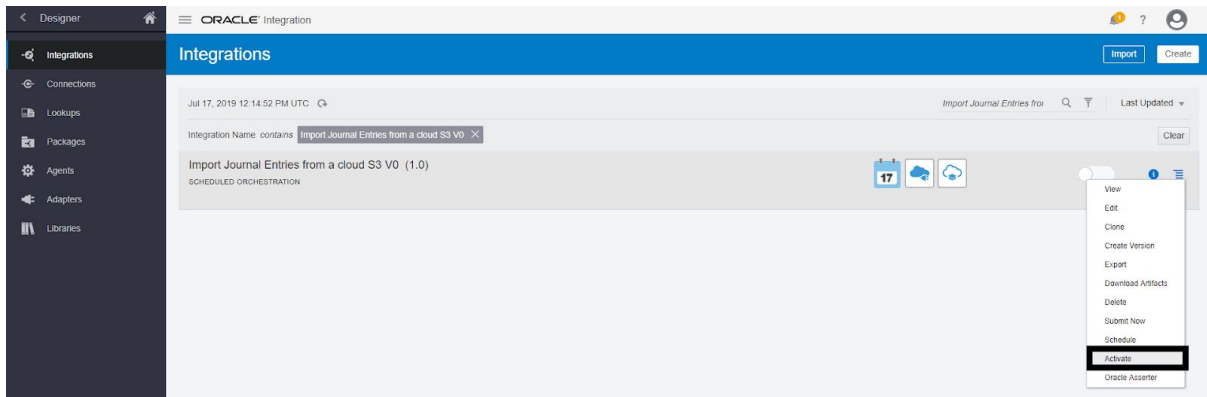 Designer
ORACLE Integration
?
Integrations
Connections
Lookups
Packages
Agents
Adapters
Libraries
Integrations
Import
Create
Jul 17, 2019 12:14:52 PM UTC
Import Journal Entries fro
Last Updated
Integration Name contains Import Journal Entries from a cloud S3 V0
Clear
Import Journal Entries from a cloud S3 V0 (1.0)
SCHEDULED ORCHESTRATION
17
View
Edit
Clone
Create Version
Export
Download Artifacts
Delete
Submit Now
Schedule
Activate
Oracle Asserter